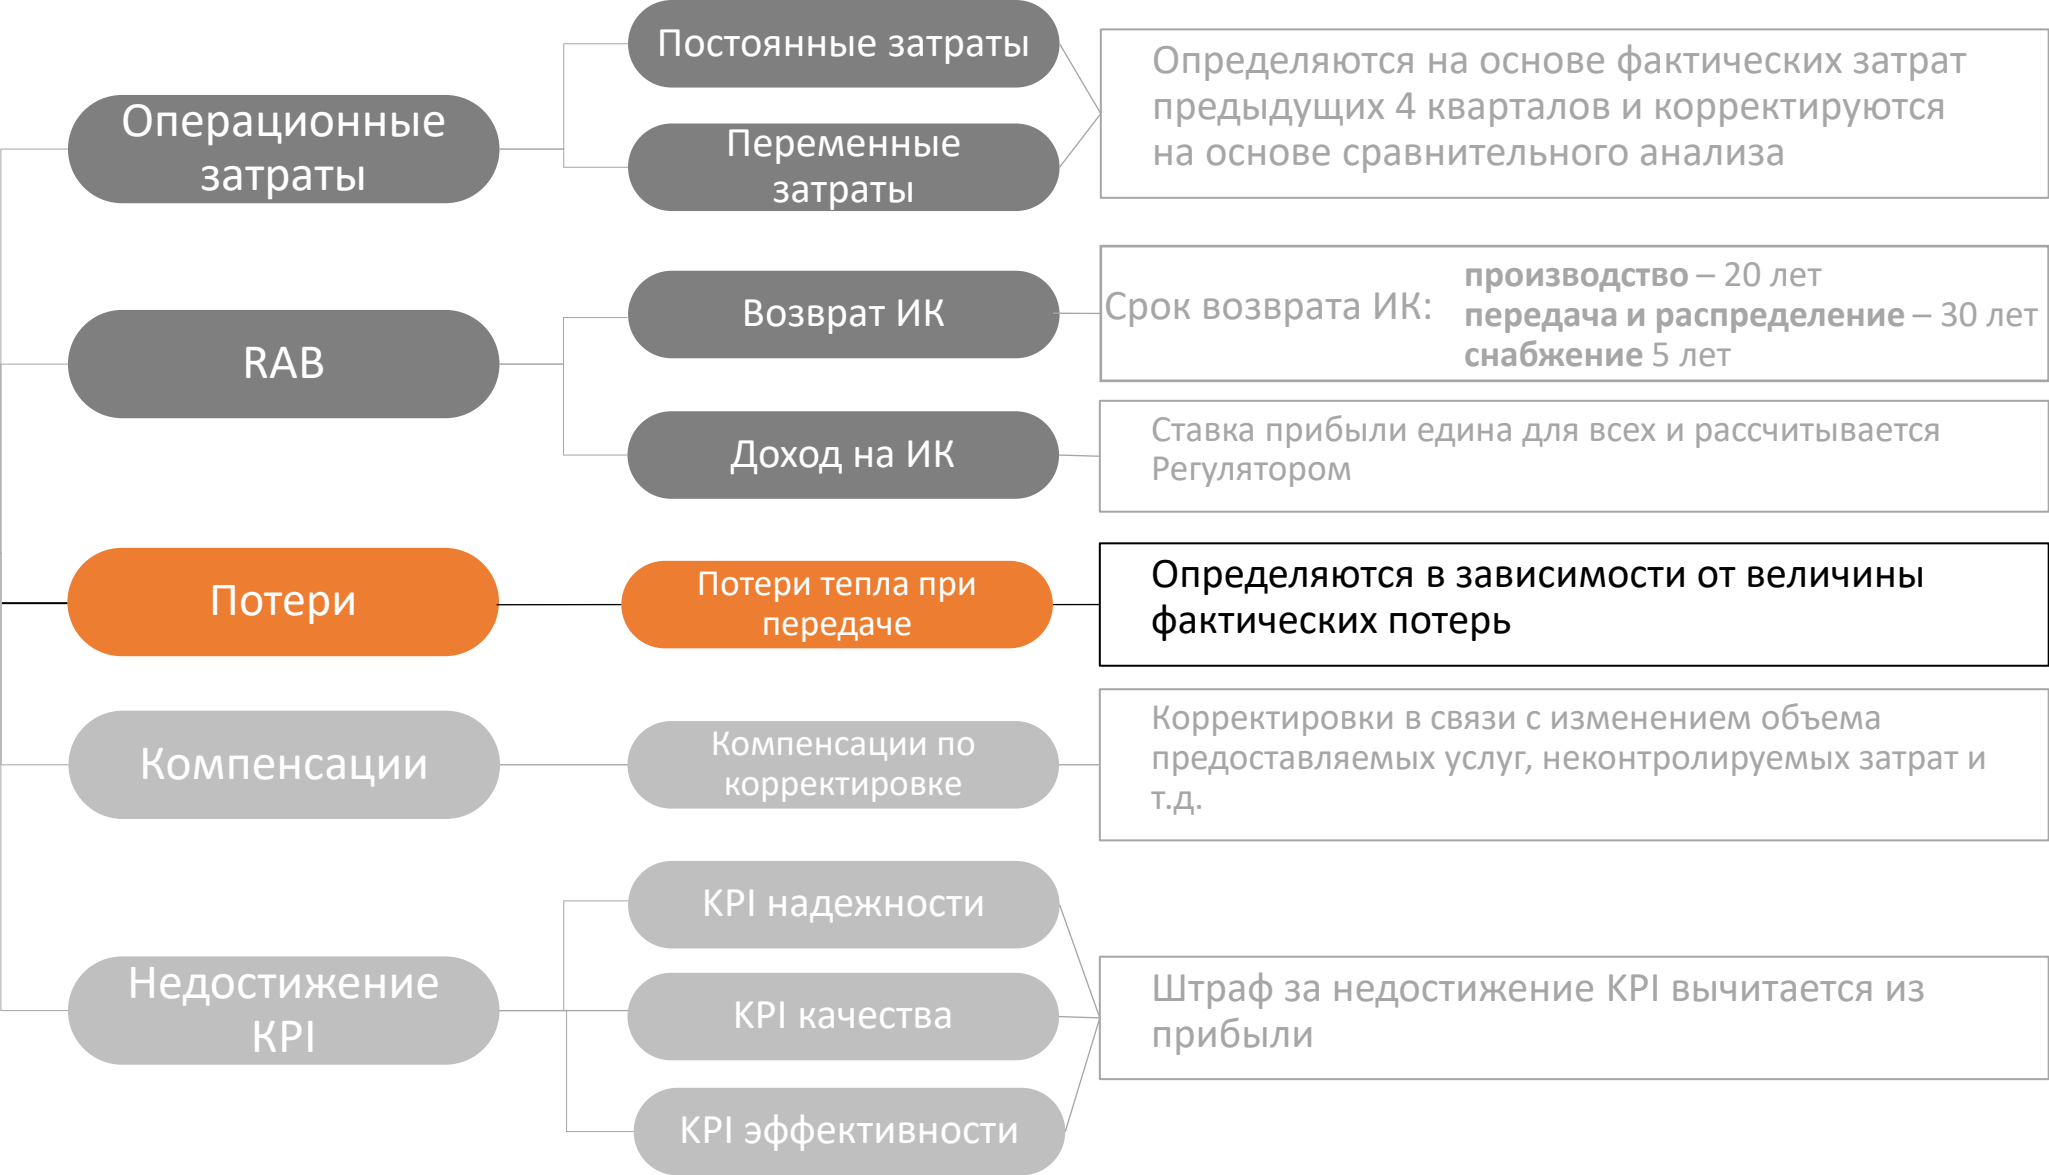 Операционные
затраты
Постоянные затраты
Переменные
затраты
Определяются на основе фактических затрат
предыдущих 4 кварталов и корректируются
на основе сравнительного анализа
RAB
Возврат ИК
Срок возврата ИК:
производство – 20 лет
передача и распределение – 30 лет
снабжение 5 лет
Доход на ИК
Ставка прибыли едина для всех и рассчитывается
Регулятором
Потери
Потери тепла при
передаче
Определяются в зависимости от величины
фактических потерь
Компенсации
Компенсации по
корректировке
Корректировки в связи с изменением объема
предоставляемых услуг, неконтролируемых затрат и
т.д.
Недостижение
KPI
KPI надежности
KPI качества
KPI эффективности
Штраф за недостижение KPI вычитается из
прибыли